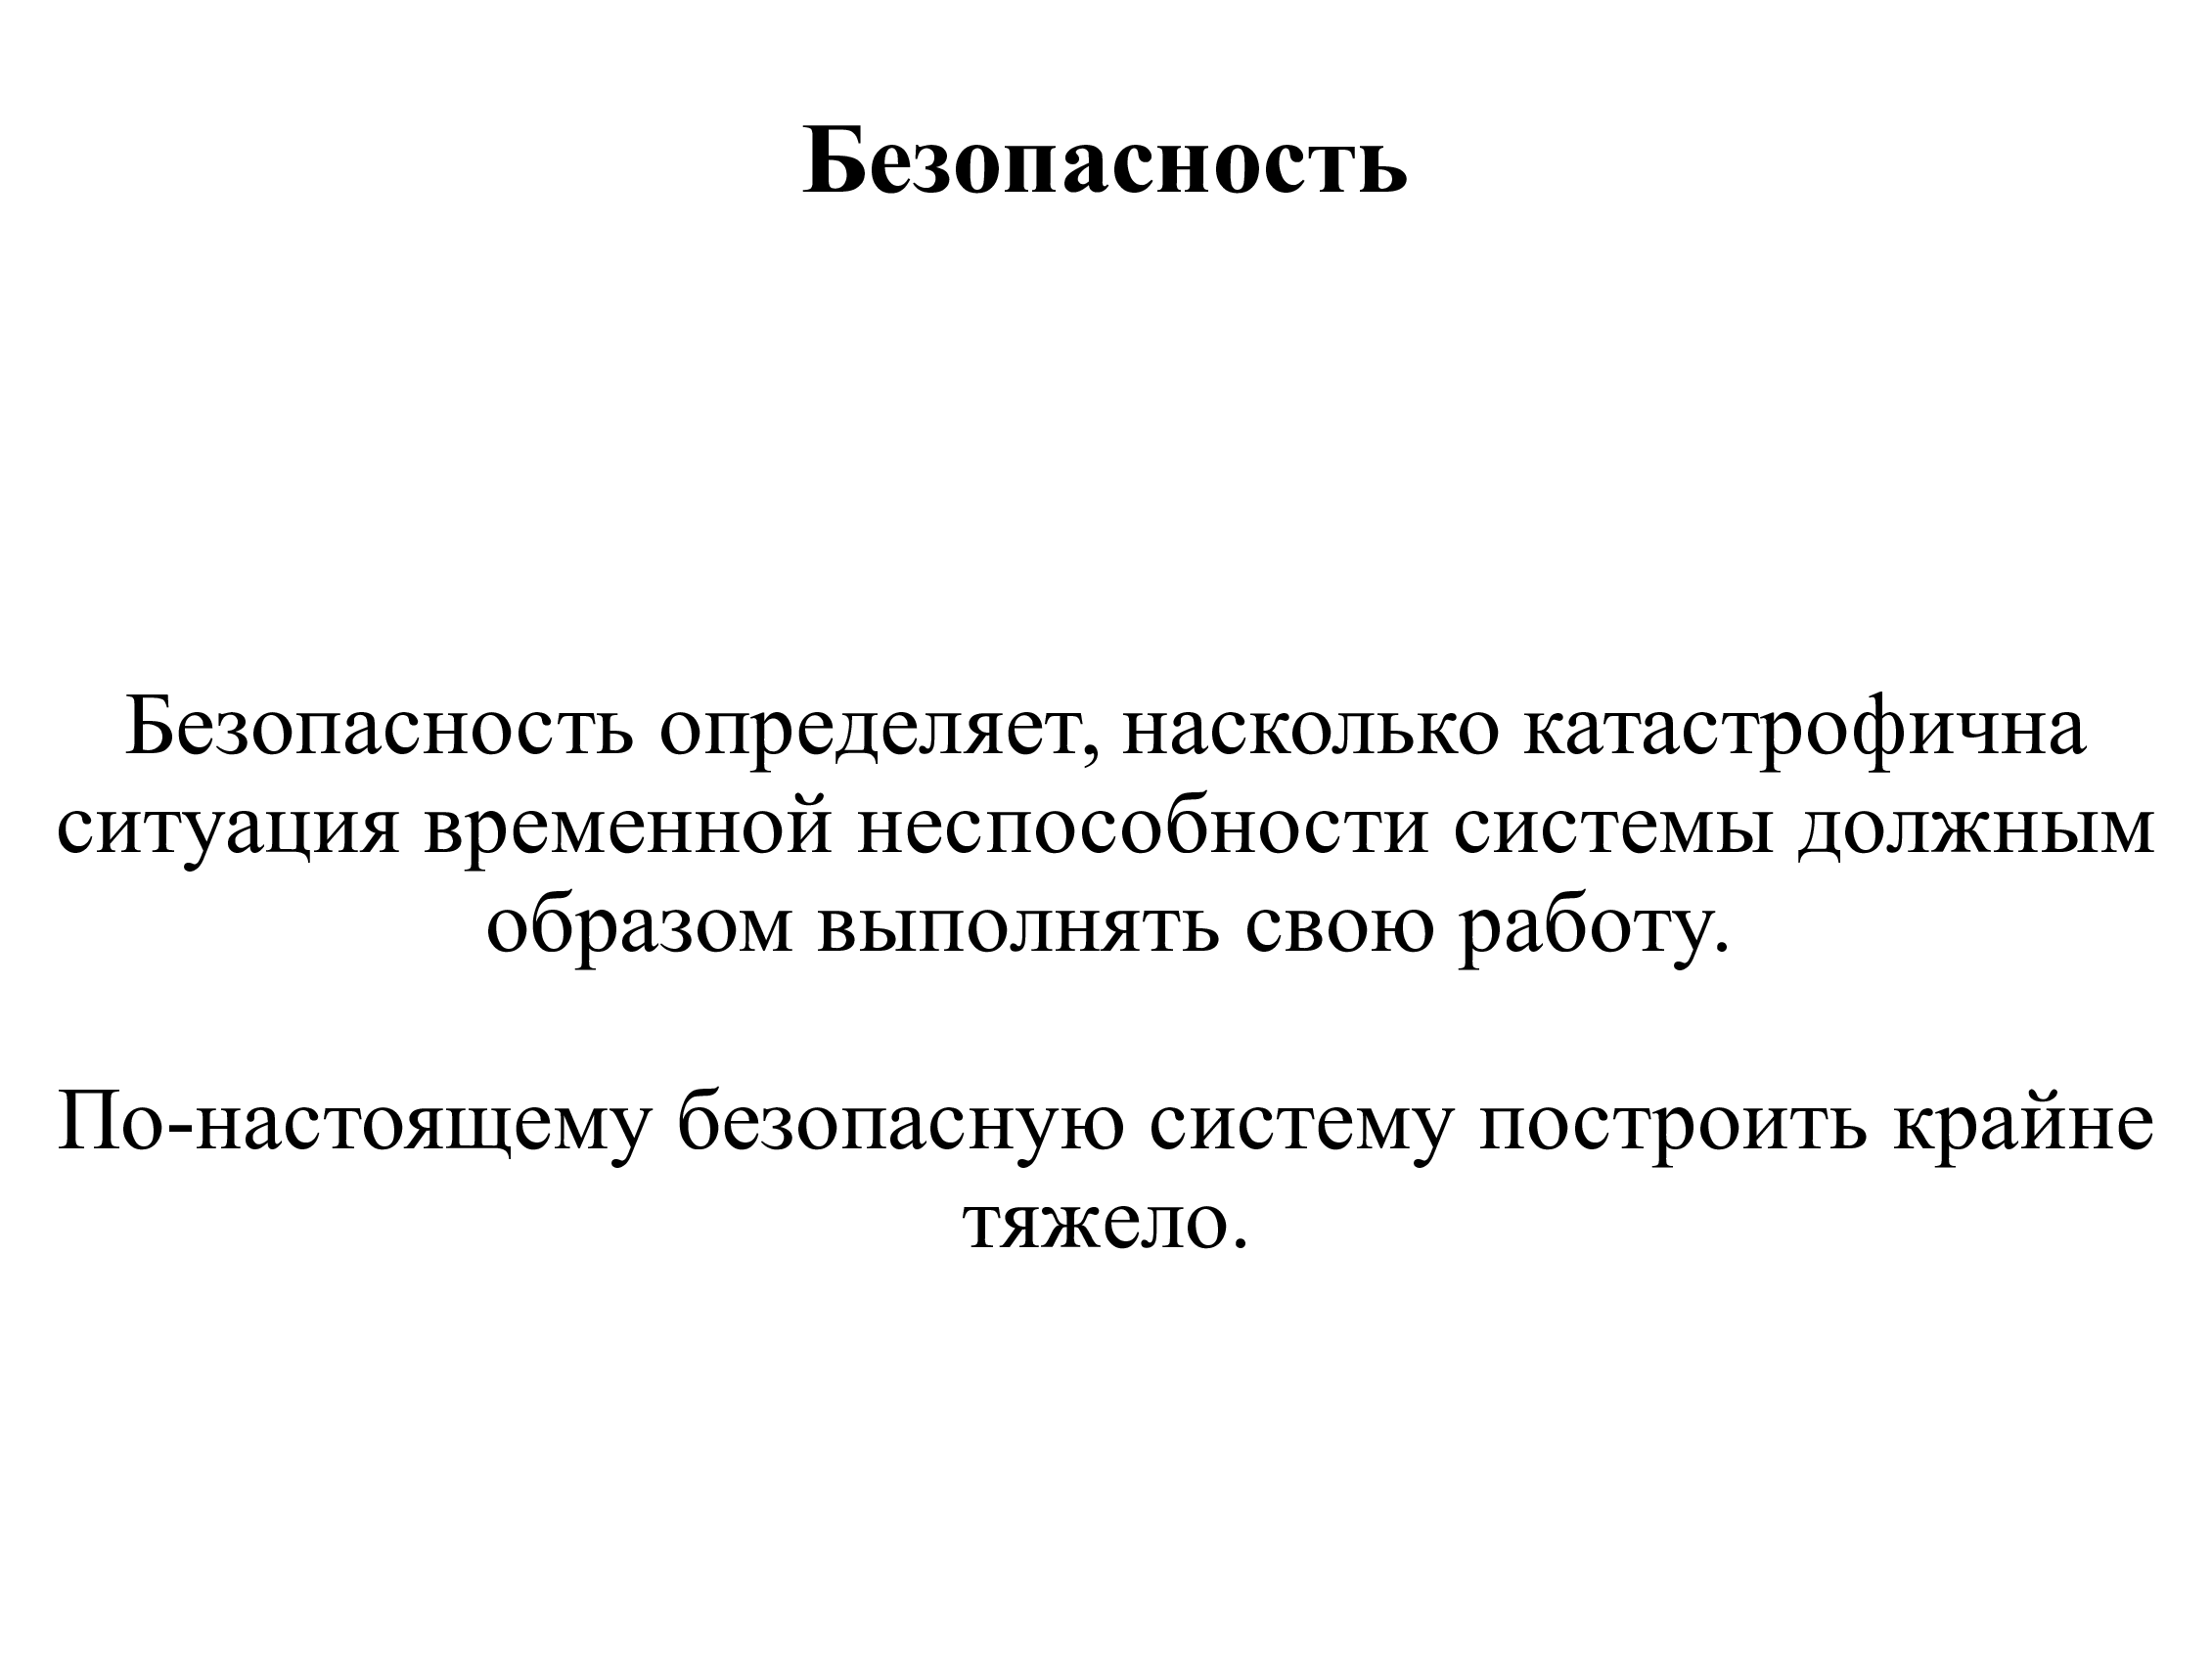 Безопасность
Безопасность определяет, насколько катастрофична
ситуация временной неспособности системы должным
образом выполнять свою работу.
По-настоящему безопасную систему построить крайне
тяжело.